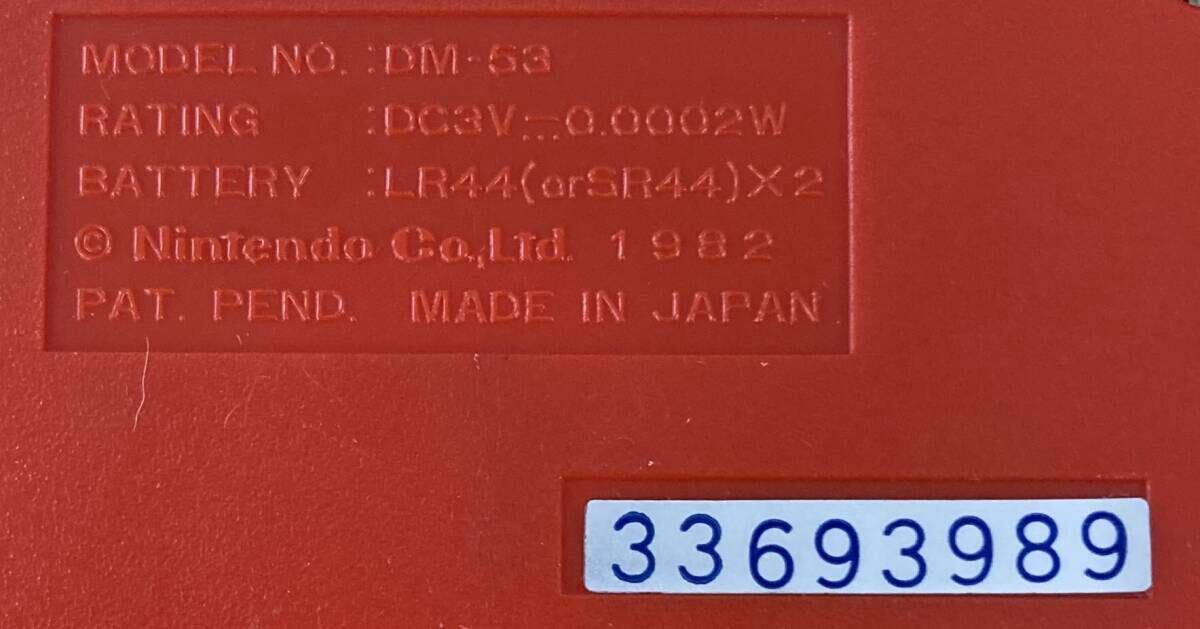 MODEL NO. :DM-53
RATING :DC3V⎓0.0002W
BATTERY :LR44(orSR44)×2
© Nintendo Co.,Ltd. 1982
PAT. PEND. MADE IN JAPAN
33693989